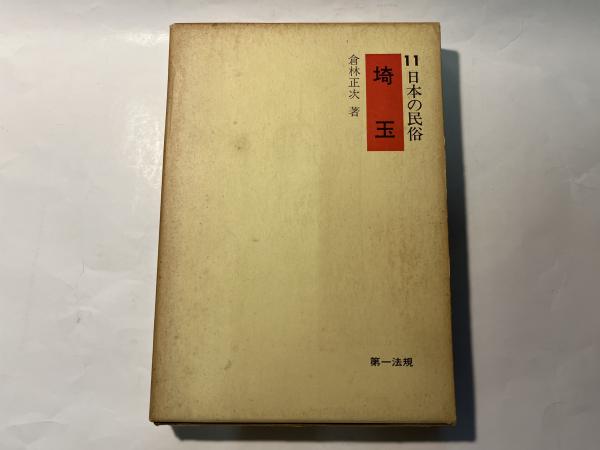 11 日本の民俗
埼玉
倉林正次 著
第一法規